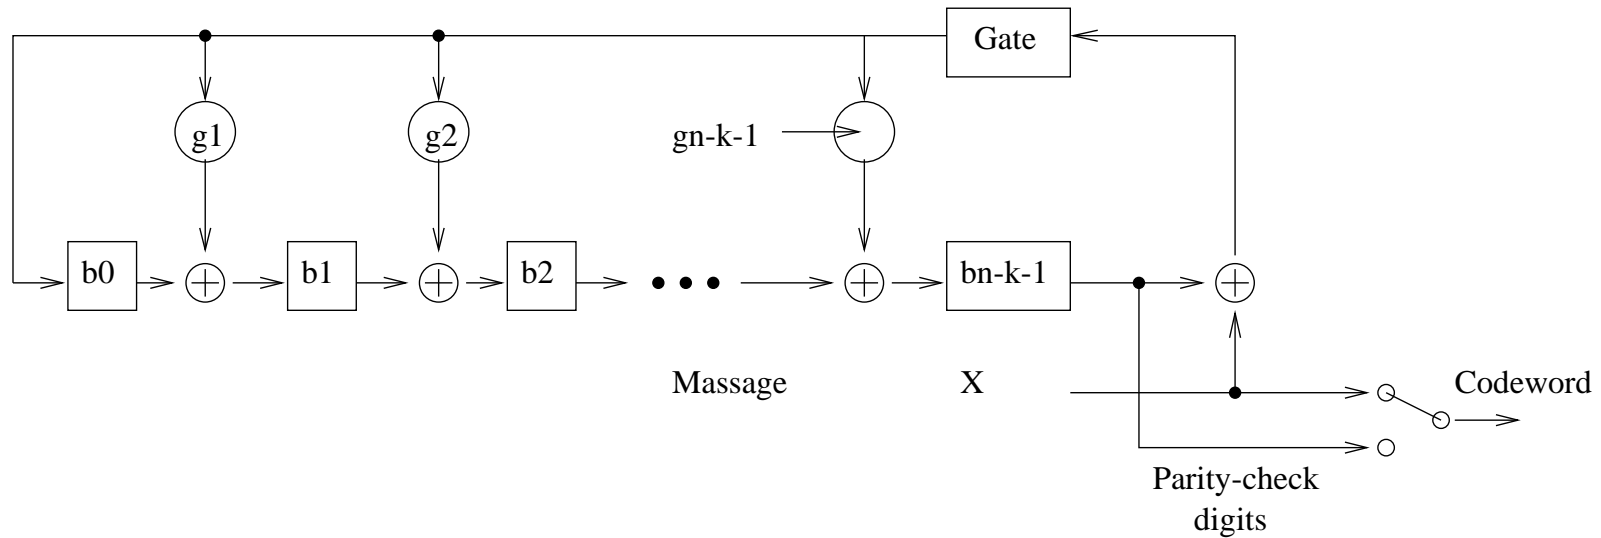 Gate
g1
g2
gn-k-1
b0
b1
b2
bn-k-1
Massage X
Codeword
Parity-check
digits